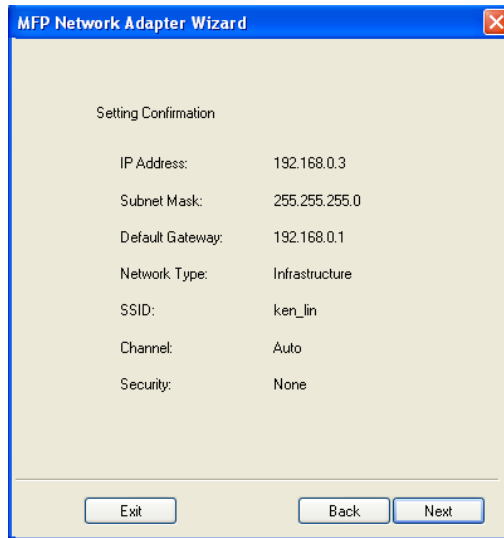 MFP Network Adapter Wizard
Setting Confirmation
IP Address: 192.168.0.3
Subnet Mask: 255.255.255.0
Default Gateway: 192.168.0.1
Network Type: Infrastructure
SSID: ken_lin
Channel: Auto
Security: None
Exit Back Next